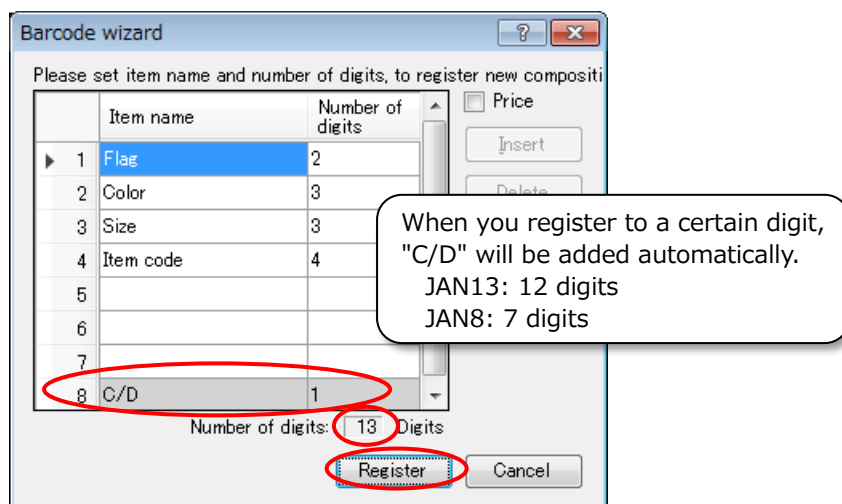 Barcode wizard
Please set item name and number of digits, to register new compositi
Item name Number of digits
Price
Insert
1 Flag 2
Delete
2 Color 3
3 Size 3
4 Item code 4
5
6
7
8 C/D 1
When you register to a certain digit,
"C/D" will be added automatically.
JAN13: 12 digits
JAN8: 7 digits
Number of digits: 13 Digits
Register Cancel